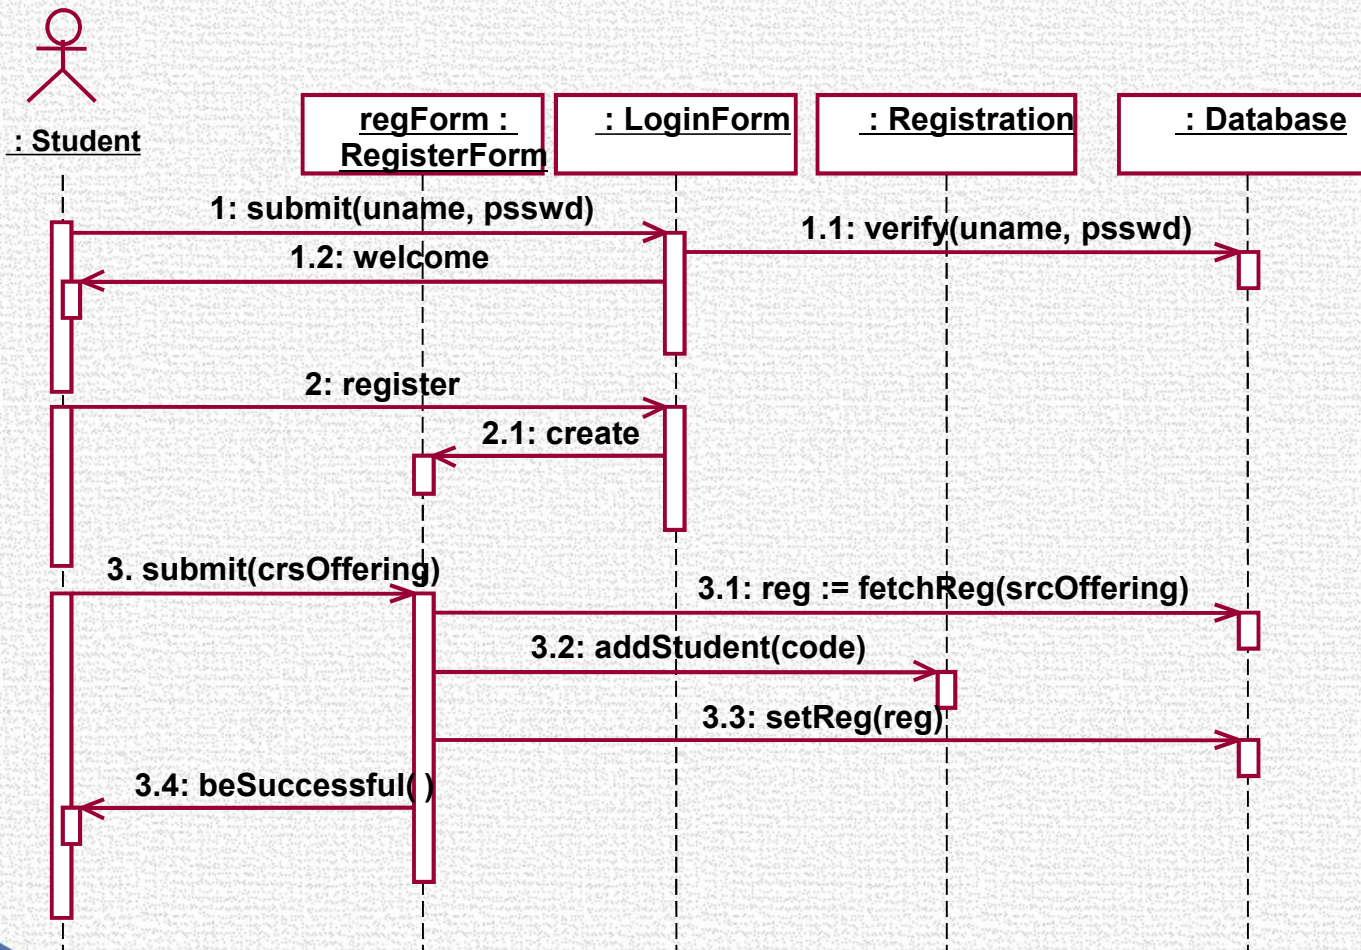 : Student
regForm :
RegisterForm
: LoginForm
: Registration
: Database
1: submit(uname, psswd)
1.1: verify(uname, psswd)
1.2: welcome
2: register
2.1: create
3. submit(crsOffering)
3.1: reg := fetchReg(srcOffering)
3.2: addStudent(code)
3.3: setReg(reg)
3.4: beSuccessful( )